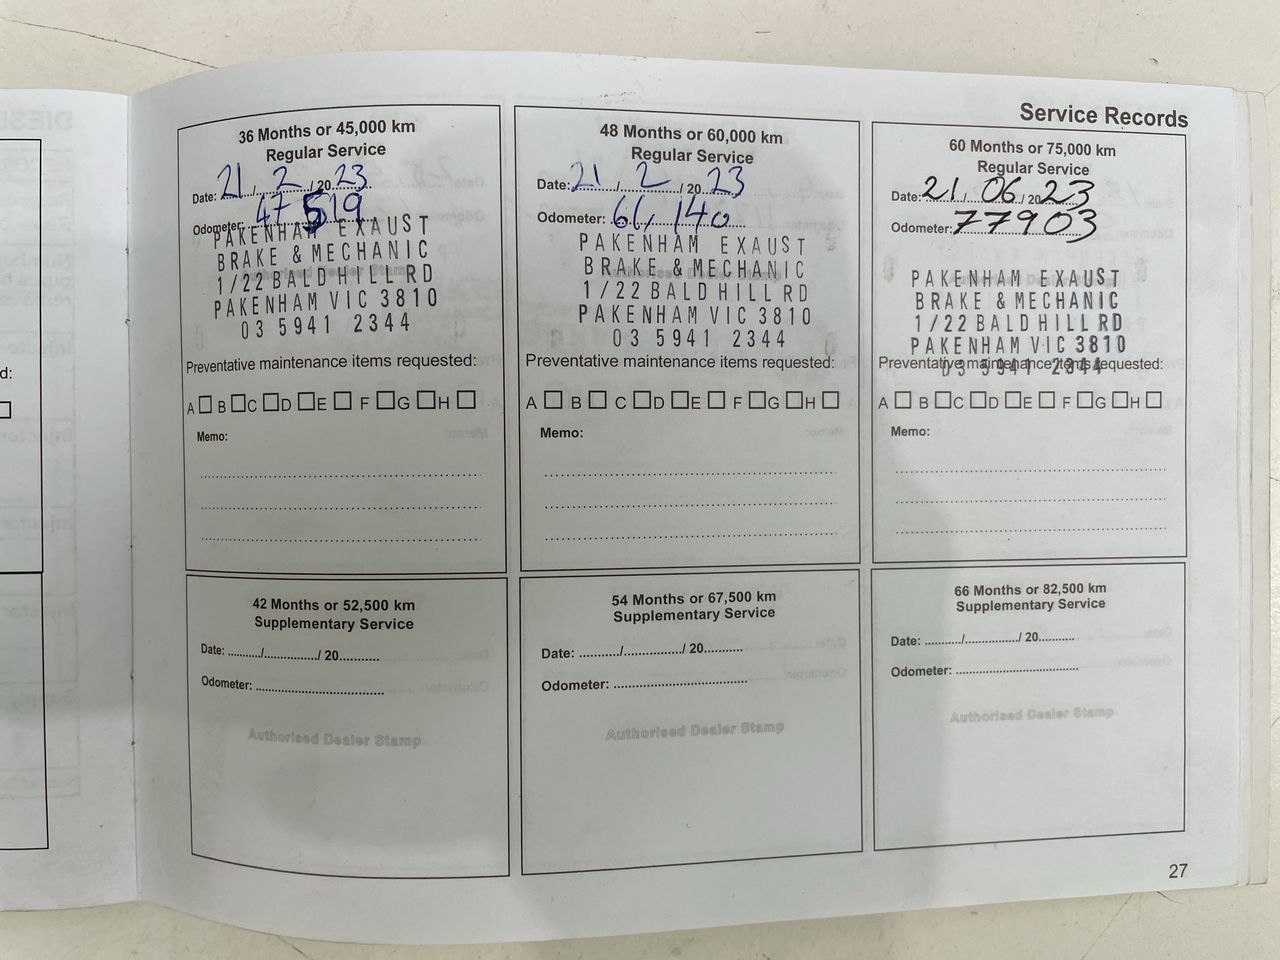 Service Records
36 Months or 45,000 km
Regular Service
Date: 21 / 2 / 20 23
Odometer: 47 519
PAKENHAM EXAUST
BRAKE & MECHANIC
1/22 BALD HILL RD
PAKENHAM VIC 3810
03 5941 2344
Preventative maintenance items requested:
A □ B □ C □ D □ E □ F □ G □ H □
Memo:
48 Months or 60,000 km
Regular Service
Date: 21 / 2 / 20 23
Odometer: 61, 140
PAKENHAM EXAUST
BRAKE & MECHANIC
1/22 BALD HILL RD
PAKENHAM VIC 3810
03 5941 2344
Preventative maintenance items requested:
A □ B □ C □ D □ E □ F □ G □ H □
Memo:
60 Months or 75,000 km
Regular Service
Date: 21 / 06 / 20 23
Odometer: 77903
PAKENHAM EXAUST
BRAKE & MECHANIC
1/22 BALD HILL RD
PAKENHAM VIC 3810
03 5941 2344
Preventative maintenance items requested:
A □ B □ C □ D □ E □ F □ G □ H □
Memo:
d:
42 Months or 52,500 km
Supplementary Service
Date: ........../................/ 20...........
Odometer: ...................................
Authorised Dealer Stamp
54 Months or 67,500 km
Supplementary Service
Date: ........../................/ 20...........
Odometer: ...................................
Authorised Dealer Stamp
66 Months or 82,500 km
Supplementary Service
Date: ........../................/ 20...........
Odometer: ...................................
Authorised Dealer Stamp
27